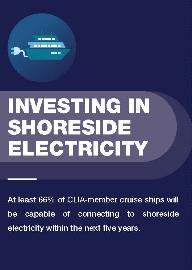 INVESTING IN
SHORESIDE
ELECTRICITY
At least 66% of CLIA-member cruise ships will
be capable of connecting to shoreside
electricity within the next five years.